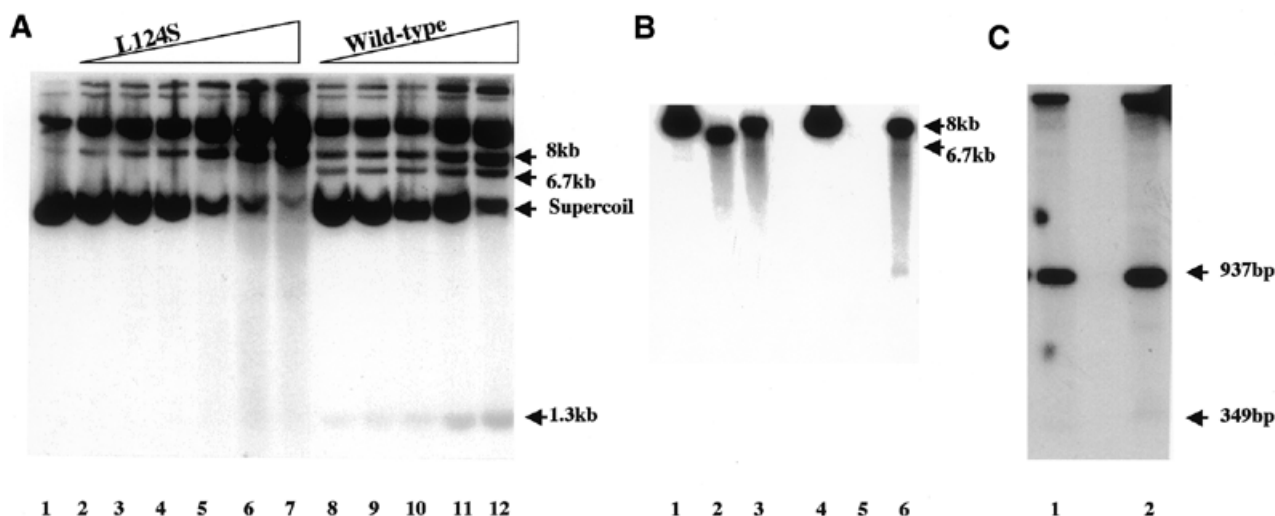 A
L124S
Wild-type
8kb
6.7kb
Supercoil
1.3kb
1 2 3 4 5 6 7 8 9 10 11 12
B
8kb
6.7kb
1 2 3 4 5 6
C
937bp
349bp
1 2